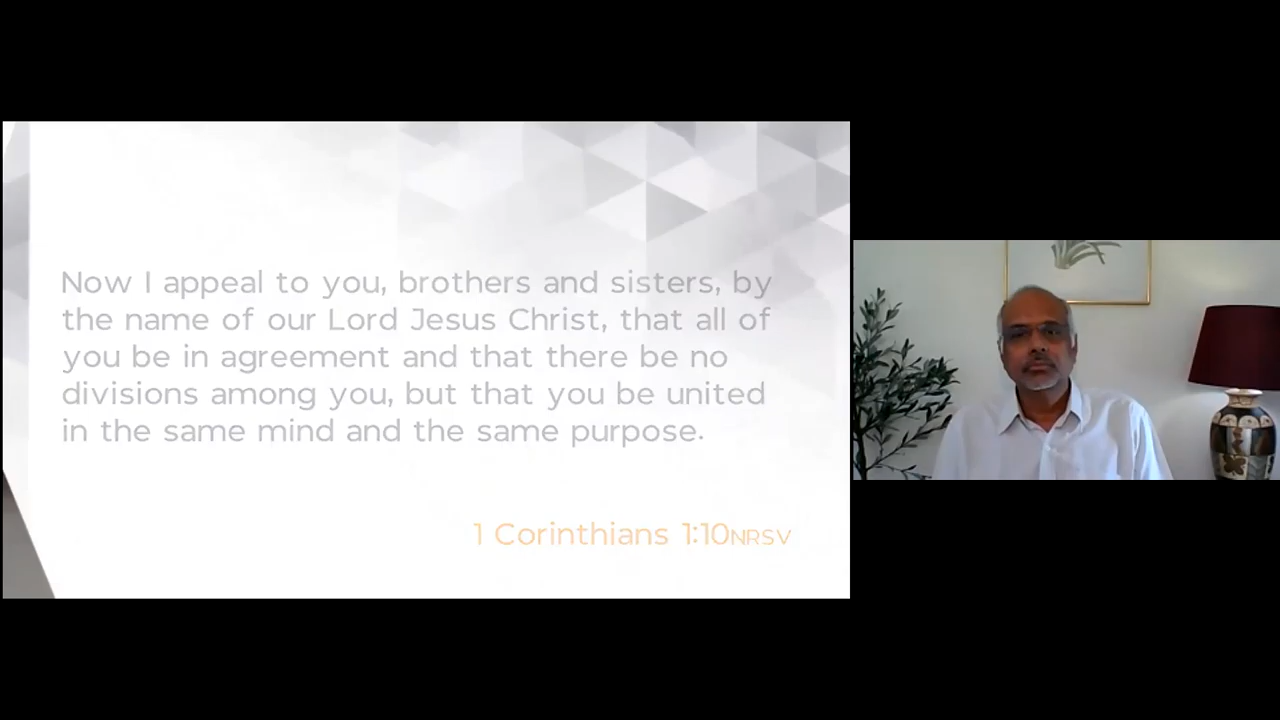 Now I appeal to you, brothers and sisters, by
the name of our Lord Jesus Christ, that all of
you be in agreement and that there be no
divisions among you, but that you be united
in the same mind and the same purpose.
1 Corinthians 1:10NRSV